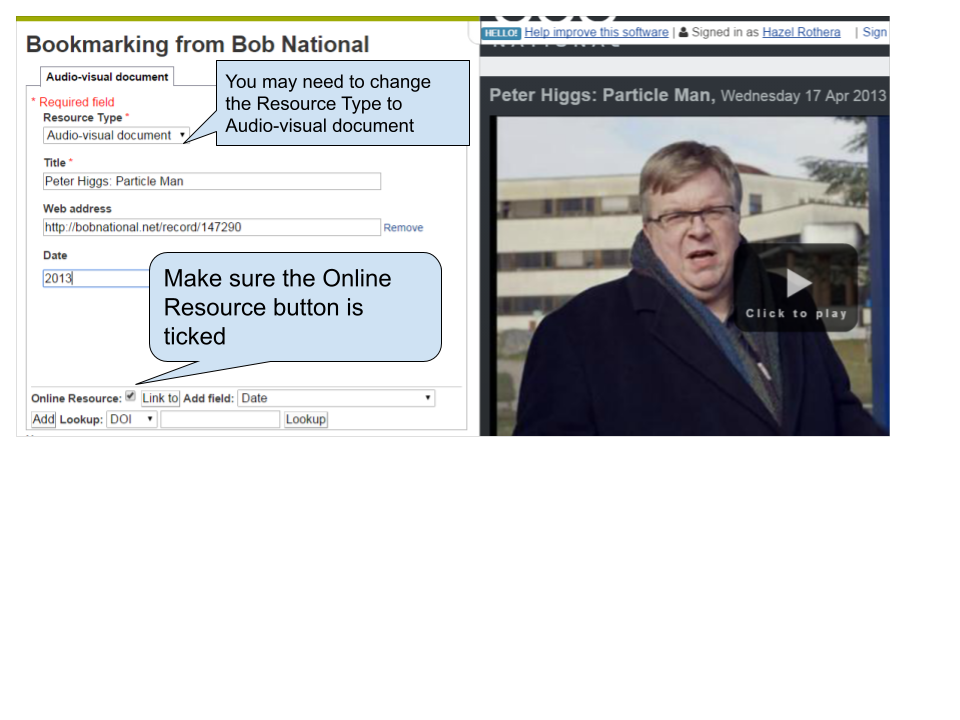 Bookmarking from Bob National
Audio-visual document
You may need to change
the Resource Type to
Audio-visual document
* Required field
Resource Type *
Audio-visual document
Title *
Peter Higgs: Particle Man
Web address
http://bobnational.net/record/147290
Remove
Date
2013
Make sure the Online
Resource button is
ticked
Online Resource: Link to Add field: Date
Add Lookup: DOI Lookup
HELLO! Help improve this software | Signed in as Hazel Rothera | Sign
NATIONAL
Peter Higgs: Particle Man, Wednesday 17 Apr 2013
Click to play